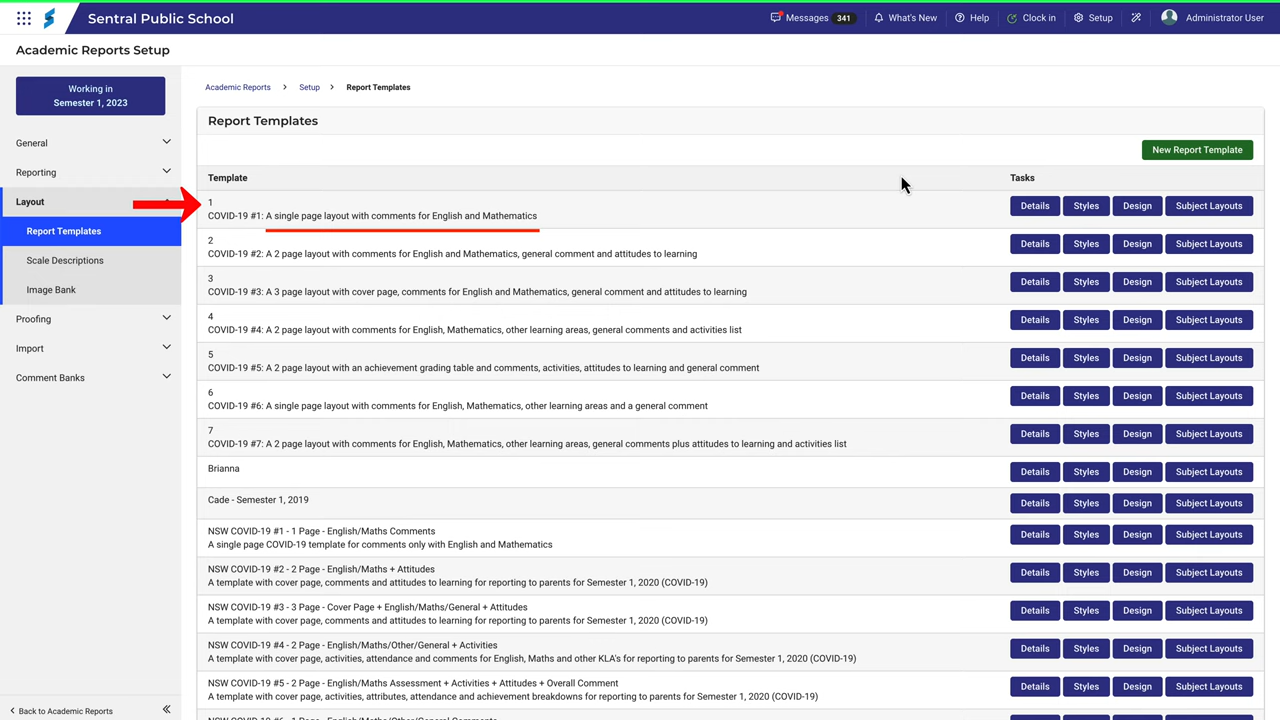 Sentral Public School
Messages 341
What's New
Help
Clock in
Setup
Administrator User
Academic Reports Setup
Working in
Semester 1, 2023
General
Reporting
Layout
Report Templates
Scale Descriptions
Image Bank
Proofing
Import
Comment Banks
Back to Academic Reports
Academic Reports > Setup > Report Templates
Report Templates
New Report Template
Template Tasks
1
COVID-19 #1: A single page layout with comments for English and Mathematics
Details Styles Design Subject Layouts
2
COVID-19 #2: A 2 page layout with comments for English and Mathematics, general comment and attitudes to learning
Details Styles Design Subject Layouts
3
COVID-19 #3: A 3 page layout with cover page, comments for English and Mathematics, general comment and attitudes to learning
Details Styles Design Subject Layouts
4
COVID-19 #4: A 2 page layout with comments for English, Mathematics, other learning areas, general comments and activities list
Details Styles Design Subject Layouts
5
COVID-19 #5: A 2 page layout with an achievement grading table and comments, activities, attitudes to learning and general comment
Details Styles Design Subject Layouts
6
COVID-19 #6: A single page layout with comments for English, Mathematics, other learning areas and a general comment
Details Styles Design Subject Layouts
7
COVID-19 #7: A 2 page layout with comments for English, Mathematics, other learning areas, general comments plus attitudes to learning and activities list
Details Styles Design Subject Layouts
Brianna
Details Styles Design Subject Layouts
Cade - Semester 1, 2019
Details Styles Design Subject Layouts
NSW COVID-19 #1 - 1 Page - English/Maths Comments
A single page COVID-19 template for comments only with English and Mathematics
Details Styles Design Subject Layouts
NSW COVID-19 #2 - 2 Page - English/Maths + Attitudes
A template with cover page, comments and attitudes to learning for reporting to parents for Semester 1, 2020 (COVID-19)
Details Styles Design Subject Layouts
NSW COVID-19 #3 - 3 Page - Cover Page + English/Maths/General + Attitudes
A template with cover page, comments and attitudes to learning for reporting to parents for Semester 1, 2020 (COVID-19)
Details Styles Design Subject Layouts
NSW COVID-19 #4 - 2 Page - English/Maths/Other/General + Activities
A template with cover page, activities, attendance and comments for English, Maths and other KLA's for reporting to parents for Semester 1, 2020 (COVID-19)
Details Styles Design Subject Layouts
NSW COVID-19 #5 - 2 Page - English/Maths Assessment + Activities + Attitudes + Overall Comment
A template with cover page, activities, attributes, attendance and achievement breakdowns for reporting to parents for Semester 1, 2020 (COVID-19)
Details Styles Design Subject Layouts